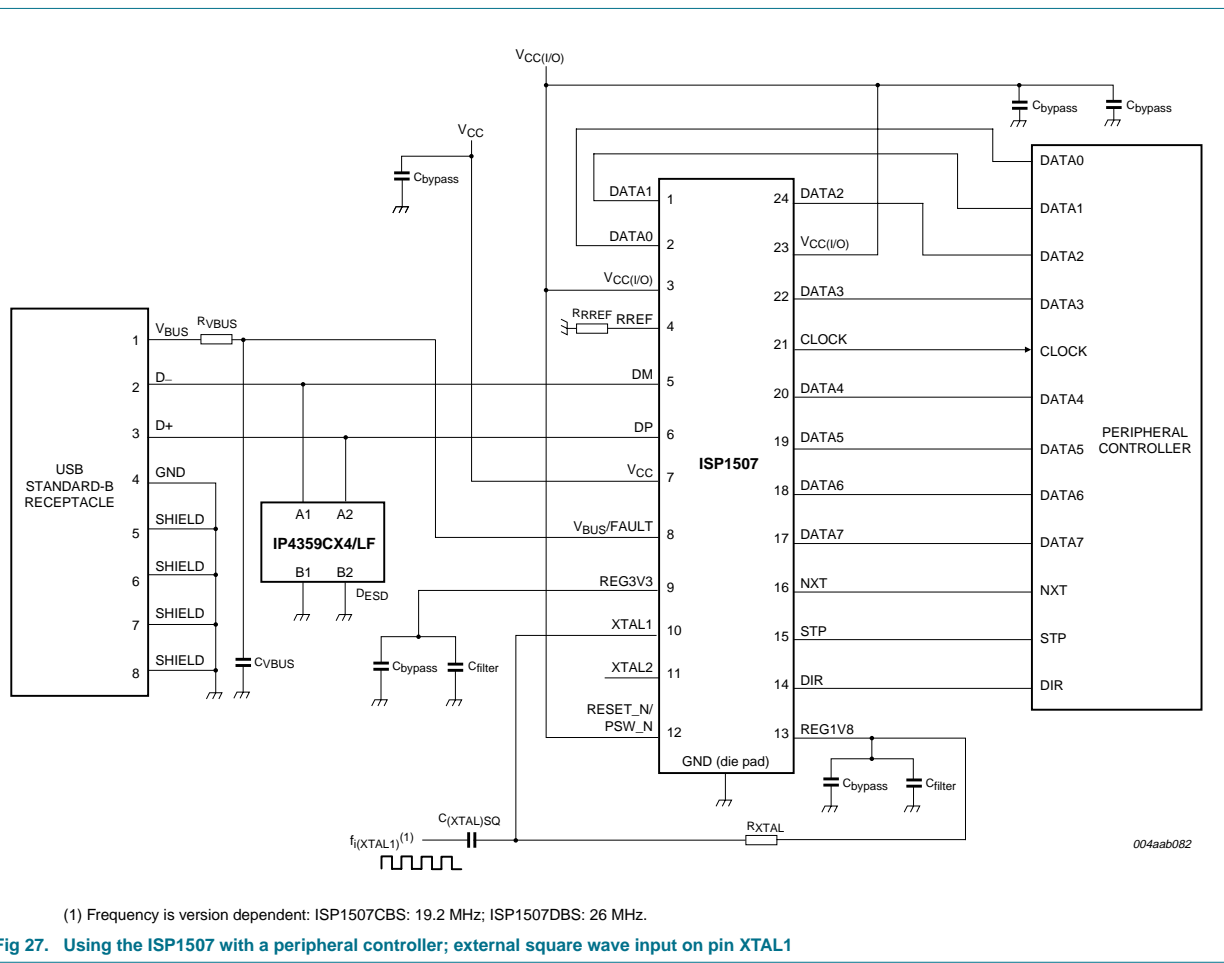 VCC(I/O)
Cbypass
Cbypass
VCC
Cbypass
DATA1
1
DATA0
2
VCC(I/O)
3
RRREF
RREF
4
DM
5
DP
6
VCC
7
VBUS/FAULT
8
REG3V3
9
XTAL1
10
XTAL2
11
RESET_N/
PSW_N
12
ISP1507
GND (die pad)
24
DATA2
23
VCC(I/O)
22
DATA3
21
CLOCK
20
DATA4
19
DATA5
18
DATA6
17
DATA7
16
NXT
15
STP
14
DIR
13
REG1V8
DATA0
DATA1
DATA2
DATA3
CLOCK
DATA4
DATA5
DATA6
DATA7
NXT
STP
DIR
PERIPHERAL
CONTROLLER
USB
STANDARD-B
RECEPTACLE
1
VBUS
RVBUS
2
D–
3
D+
4
GND
5
SHIELD
6
SHIELD
7
SHIELD
8
SHIELD
CVBUS
A1 A2
IP4359CX4/LF
B1 B2
DESD
Cbypass
Cfilter
Cbypass
Cfilter
C(XTAL)SQ
RXTAL
fi(XTAL1)(1)
004aab082
(1) Frequency is version dependent: ISP1507CBS: 19.2 MHz; ISP1507DBS: 26 MHz.
Fig 27. Using the ISP1507 with a peripheral controller; external square wave input on pin XTAL1